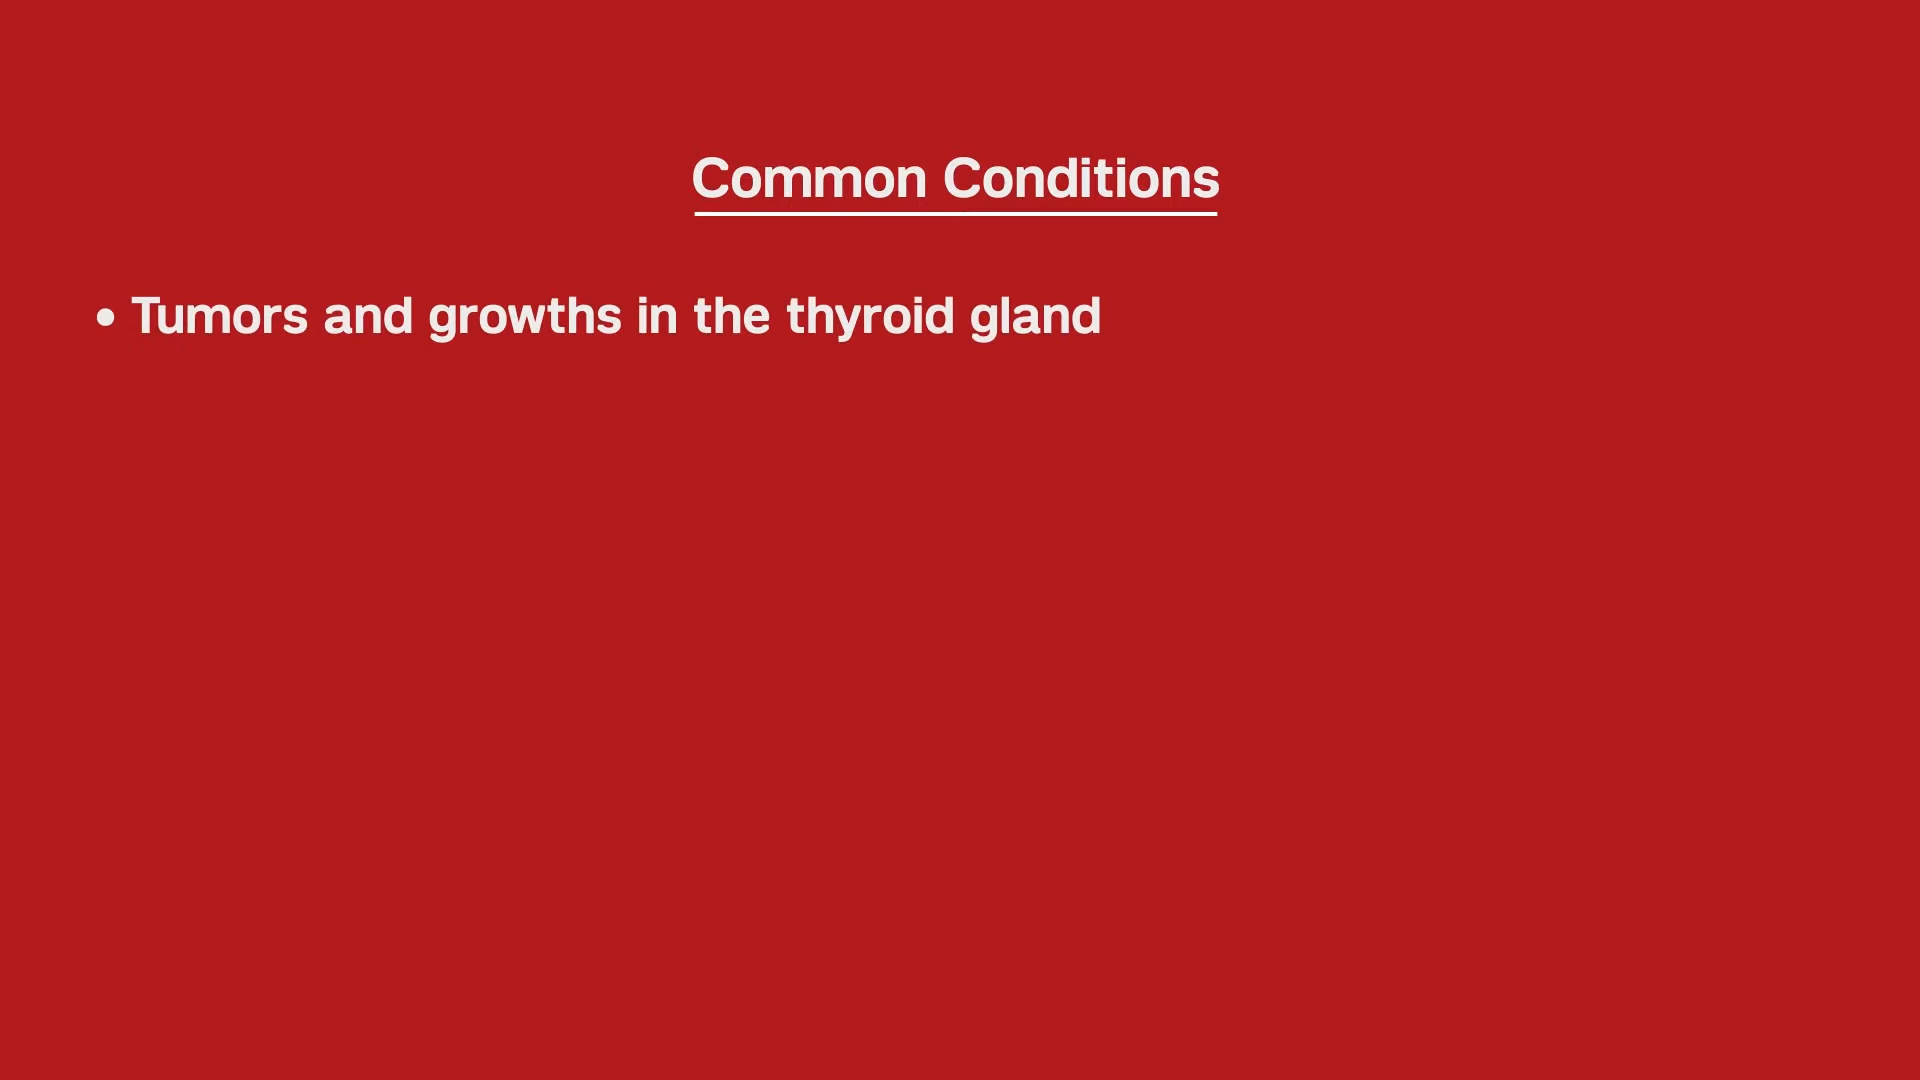 Common Conditions
• Tumors and growths in the thyroid gland